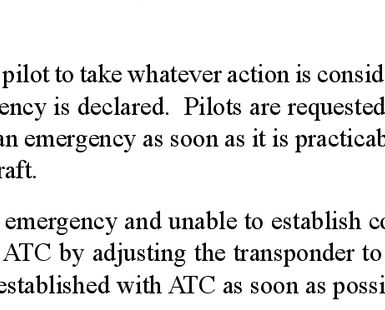 pilot to take whatever action is consid
ency is declared. Pilots are requested
an emergency as soon as it is practicab
raft.
emergency and unable to establish co
ATC by adjusting the transponder to
established with ATC as soon as possi